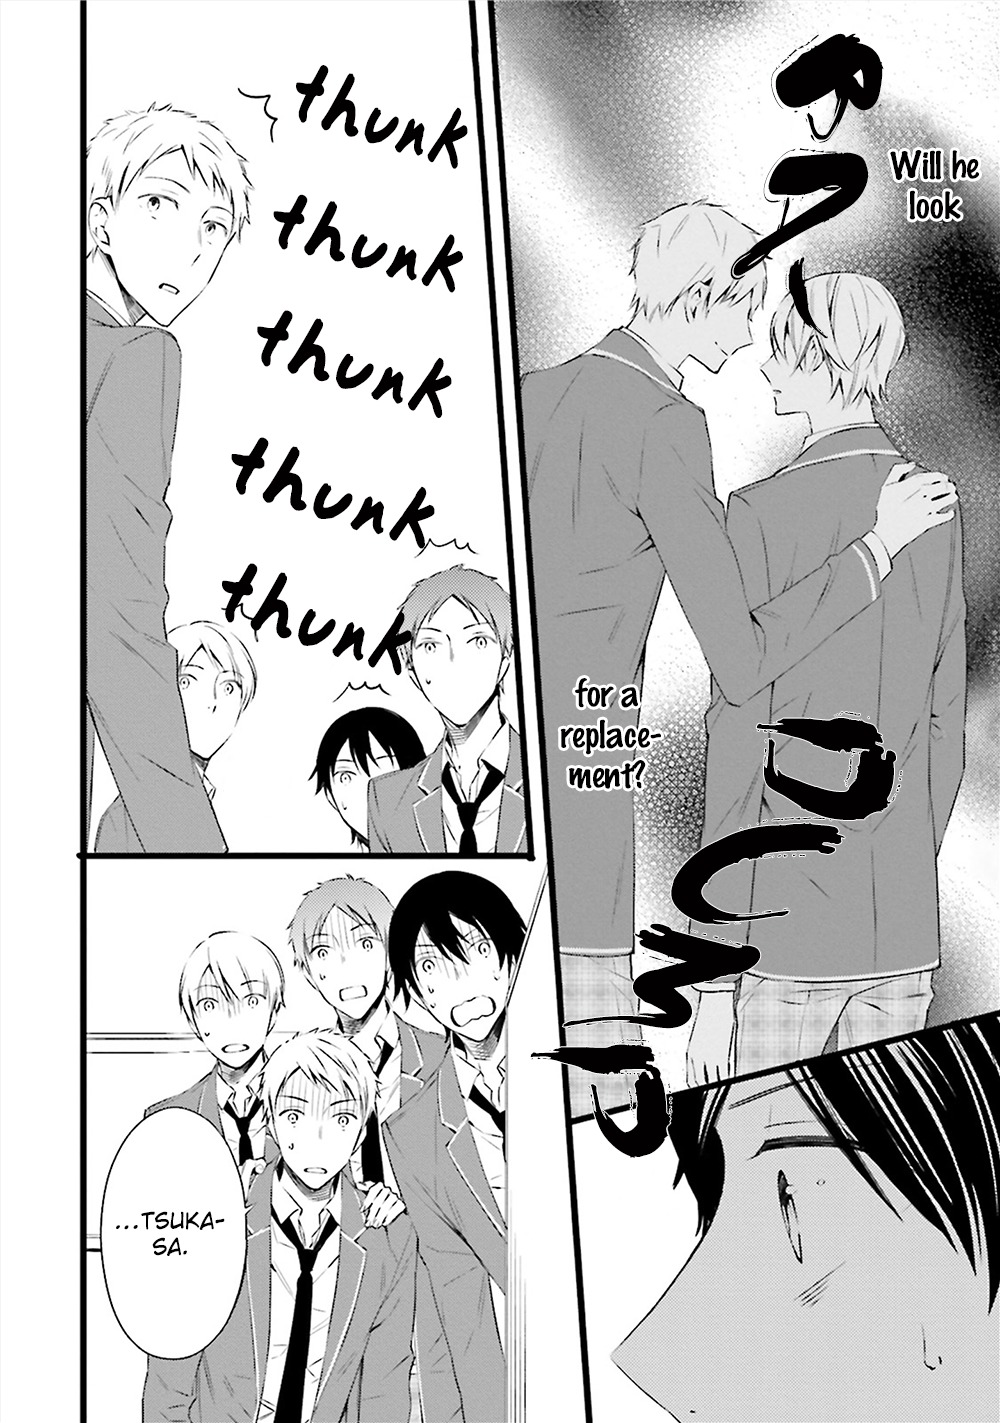 Will he
look
for a
replace-
ment?
thunk
thunk
thunk
thunk
thunk
...TSUKA-
SA.